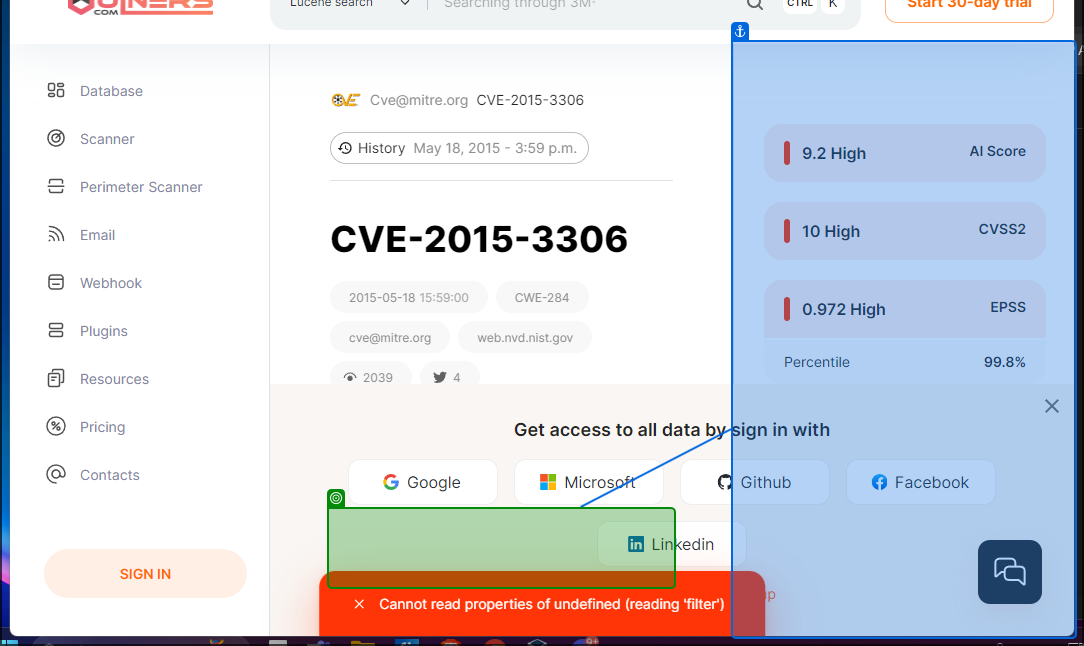 VULNERS
.COM
Lucene search
Searching through 3M+
CTRL K
Start 30-day trial
Database
Scanner
Perimeter Scanner
Email
Webhook
Plugins
Resources
Pricing
Contacts
SIGN IN
CVE Cve@mitre.org CVE-2015-3306
History May 18, 2015 - 3:59 p.m.
CVE-2015-3306
2015-05-18 15:59:00 CWE-284
cve@mitre.org web.nvd.nist.gov
2039 4
9.2 High AI Score
10 High CVSS2
0.972 High EPSS
Percentile 99.8%
Get access to all data by sign in with
Google Microsoft Github Facebook
Linkedin
Cannot read properties of undefined (reading 'filter')